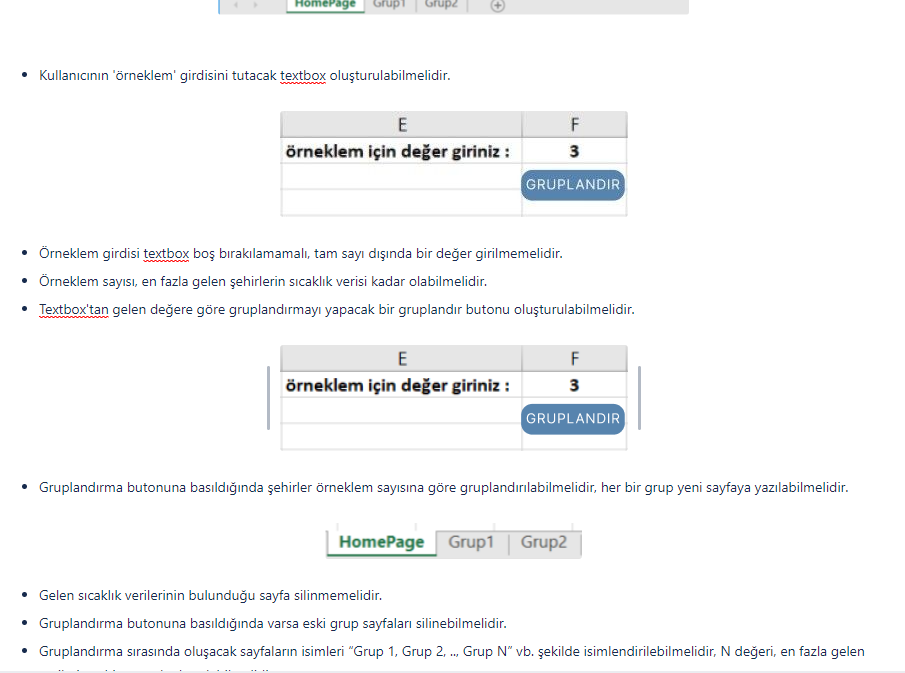 HomePage Grup1 Grup2
Kullanıcının 'örneklem' girdisini tutacak textbox oluşturulabilmelidir.
E F
örneklem için değer giriniz : 3
GRUPLANDIR
Örneklem girdisi textbox boş bırakılamamalı, tam sayı dışında bir değer girilmemelidir.
Örneklem sayısı, en fazla gelen şehirlerin sıcaklık verisi kadar olabilmelidir.
Textbox'tan gelen değere göre gruplandırmayı yapacak bir gruplandır butonu oluşturulabilmelidir.
E F
örneklem için değer giriniz : 3
GRUPLANDIR
Gruplandırma butonuna basıldığında şehirler örneklem sayısına göre gruplandırılabilmelidir, her bir grup yeni sayfaya yazılabilmelidir.
HomePage Grup1 Grup2
Gelen sıcaklık verilerinin bulunduğu sayfa silinmemelidir.
Gruplandırma butonuna basıldığında varsa eski grup sayfaları silinebilmelidir.
Gruplandırma sırasında oluşacak sayfaların isimleri “Grup 1, Grup 2, .., Grup N” vb. şekilde isimlendirilebilmelidir, N değeri, en fazla gelen